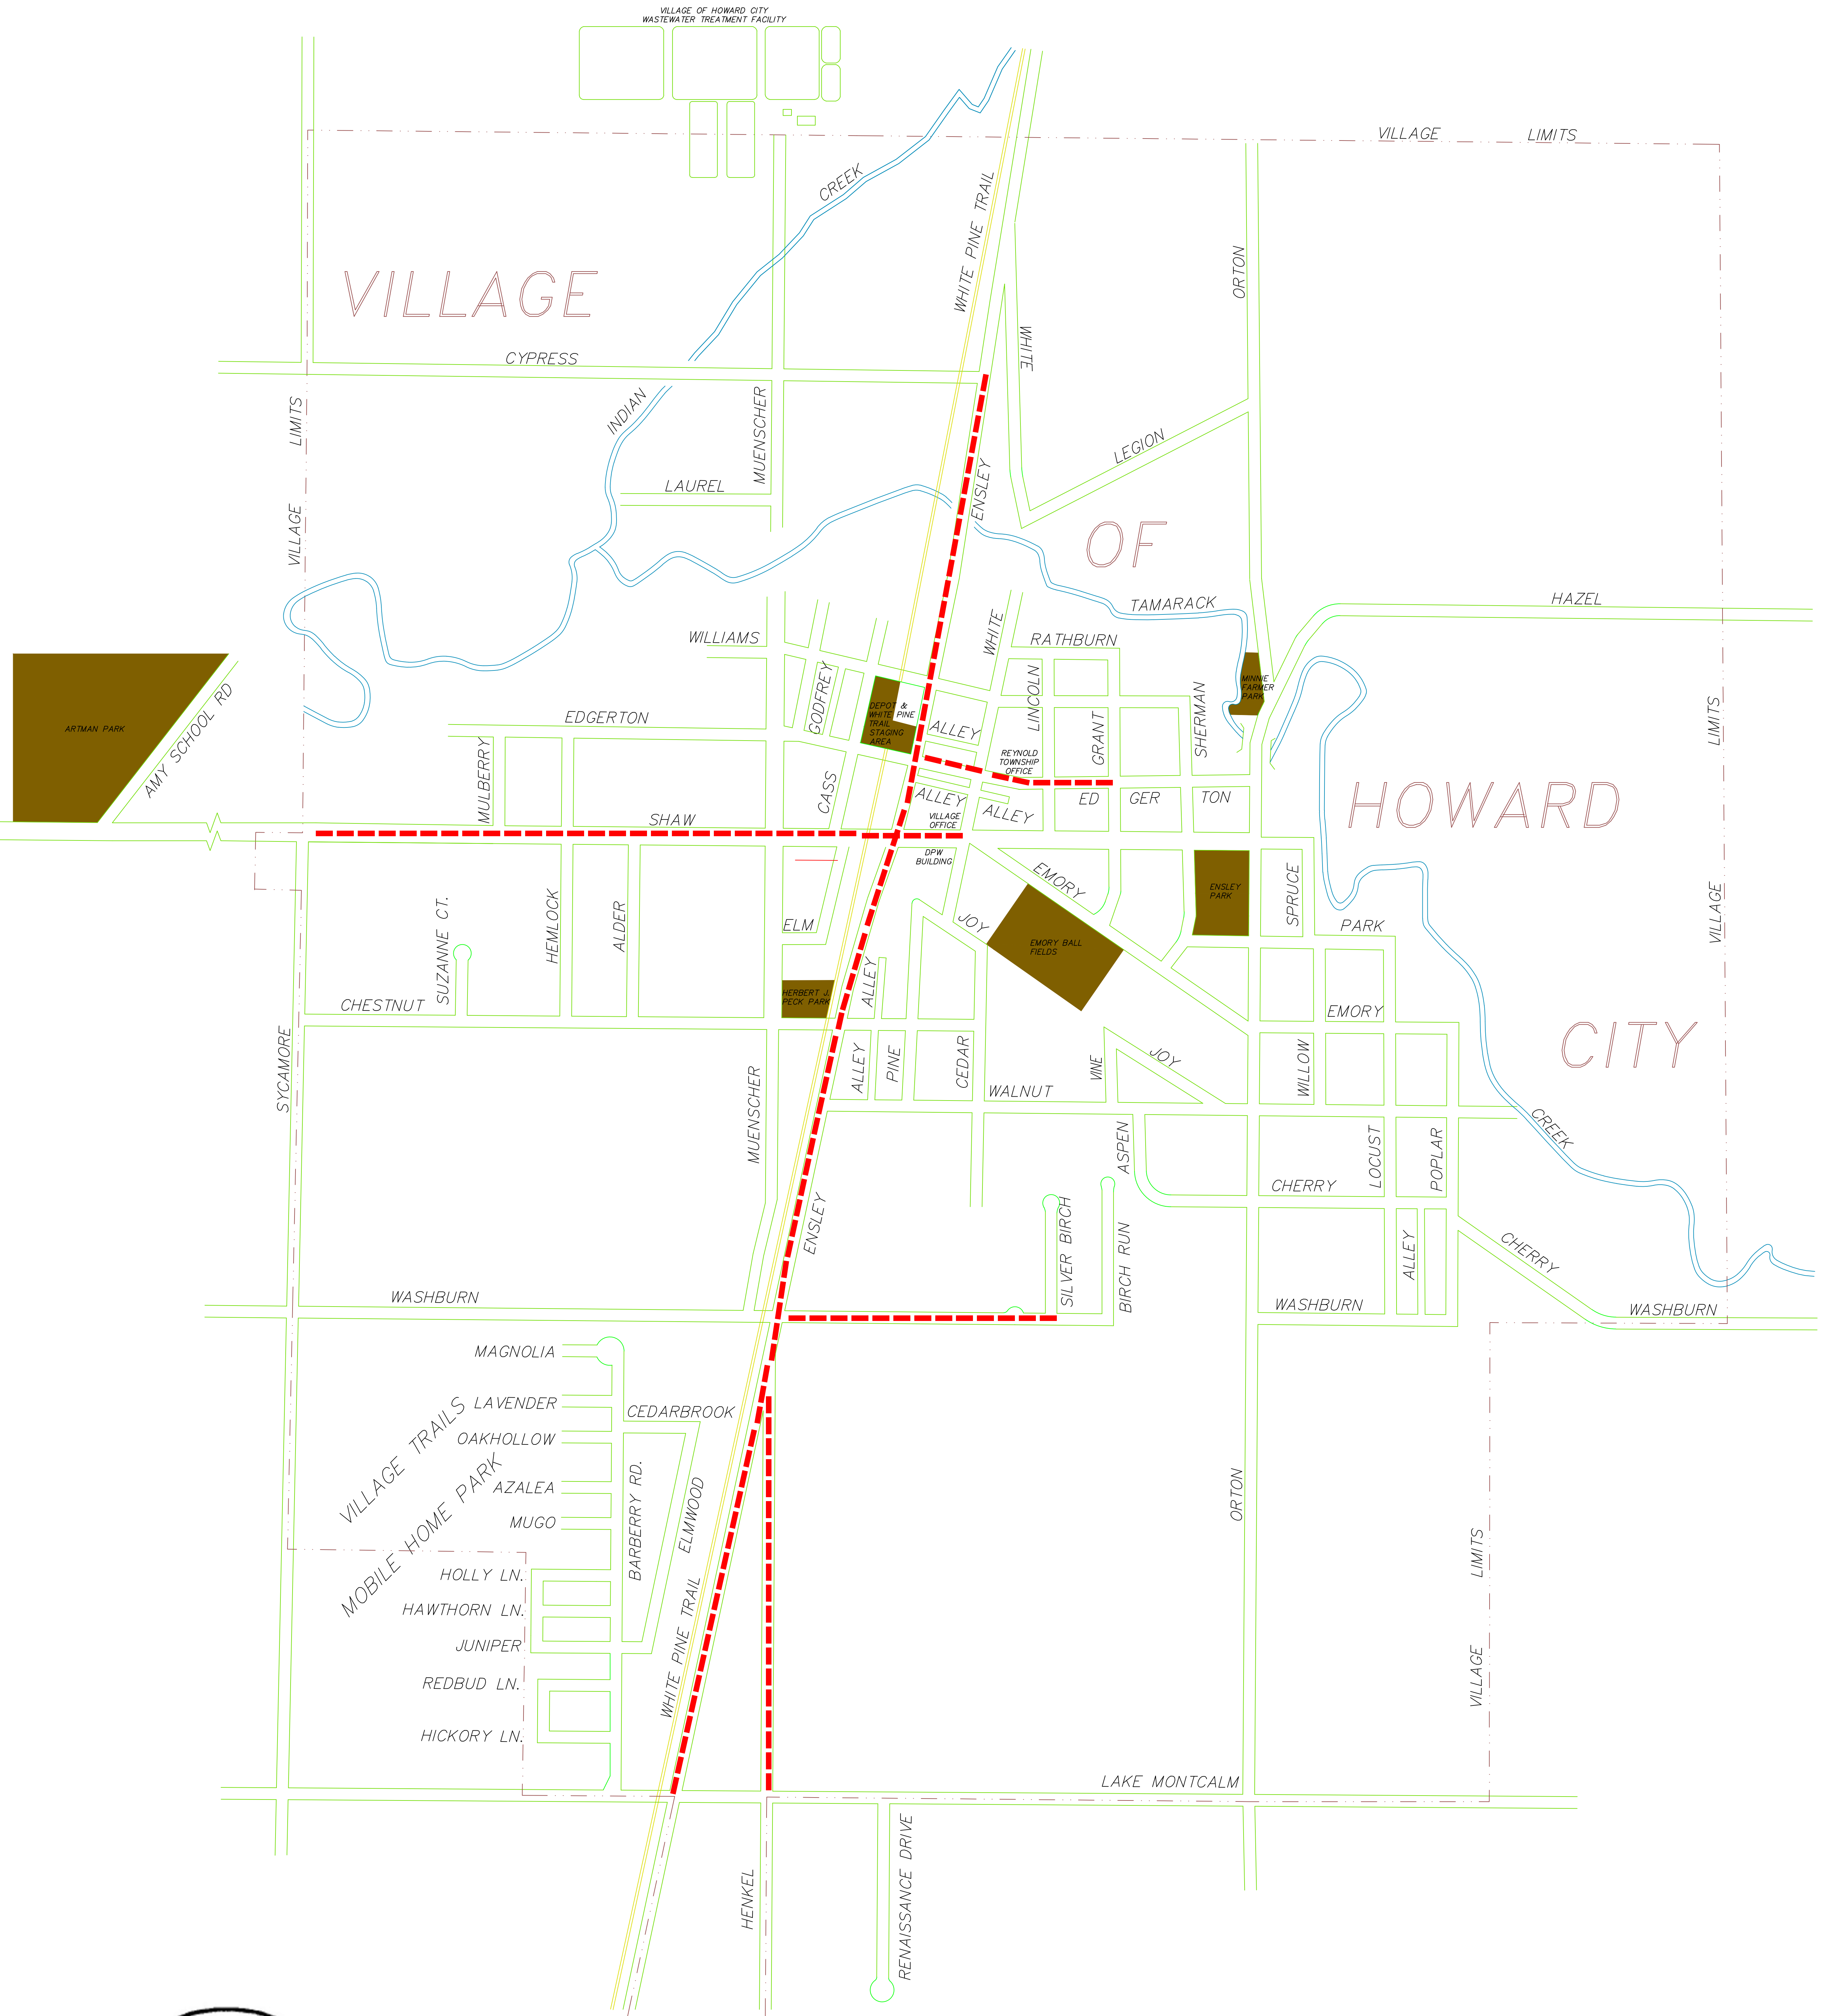 VILLAGE OF HOWARD CITY
WASTEWATER TREATMENT FACILITY
VILLAGE LIMITS
CREEK
WHITE PINE TRAIL
ORTON
VILLAGE
WHITE
CYPRESS
INDIAN
MUENSCHER
LIMITS
VILLAGE
LEGION
ENSLEY
LAUREL
OF
HAZEL
TAMARACK
WILLIAMS
WHITE
RATHBURN
GODFREY
LINCOLN
SHERMAN
MINNIE
FARMER
PARK
AMY SCHOOL RD
ARTMAN PARK
DEPOT &
WHITE PINE
TRAIL
STAGING
AREA
EDGERTON
ALLEY
GRANT
LIMITS
REYNOLD
TOWNSHIP
OFFICE
MULBERRY
CASS
ALLEY
ALLEY
ED GER TON
HOWARD
SHAW
VILLAGE
OFFICE
DPW
BUILDING
EMORY
ENSLEY
PARK
SPRUCE
VILLAGE
SUZANNE CT.
HEMLOCK
ALDER
ELM
JOY
EMORY BALL
FIELDS
PARK
HERBERT J.
PECK PARK
ALLEY
CHESTNUT
EMORY
CITY
SYCAMORE
MUENSCHER
ALLEY
PINE
CEDAR
WALNUT
VINE
JOY
WILLOW
CREEK
ASPEN
LOCUST
POPLAR
CHERRY
ENSLEY
SILVER BIRCH
BIRCH RUN
ALLEY
CHERRY
WASHBURN
WASHBURN
WASHBURN
MAGNOLIA
LAVENDER
CEDARBROOK
OAKHOLLOW
VILLAGE TRAILS
MOBILE HOME PARK
AZALEA
MUGO
BARBERRY RD.
ELMWOOD
ORTON
LIMITS
HOLLY LN.
HAWTHORN LN.
JUNIPER
WHITE PINE TRAIL
VILLAGE
REDBUD LN.
HICKORY LN.
LAKE MONTCALM
HENKEL
RENAISSANCE DRIVE